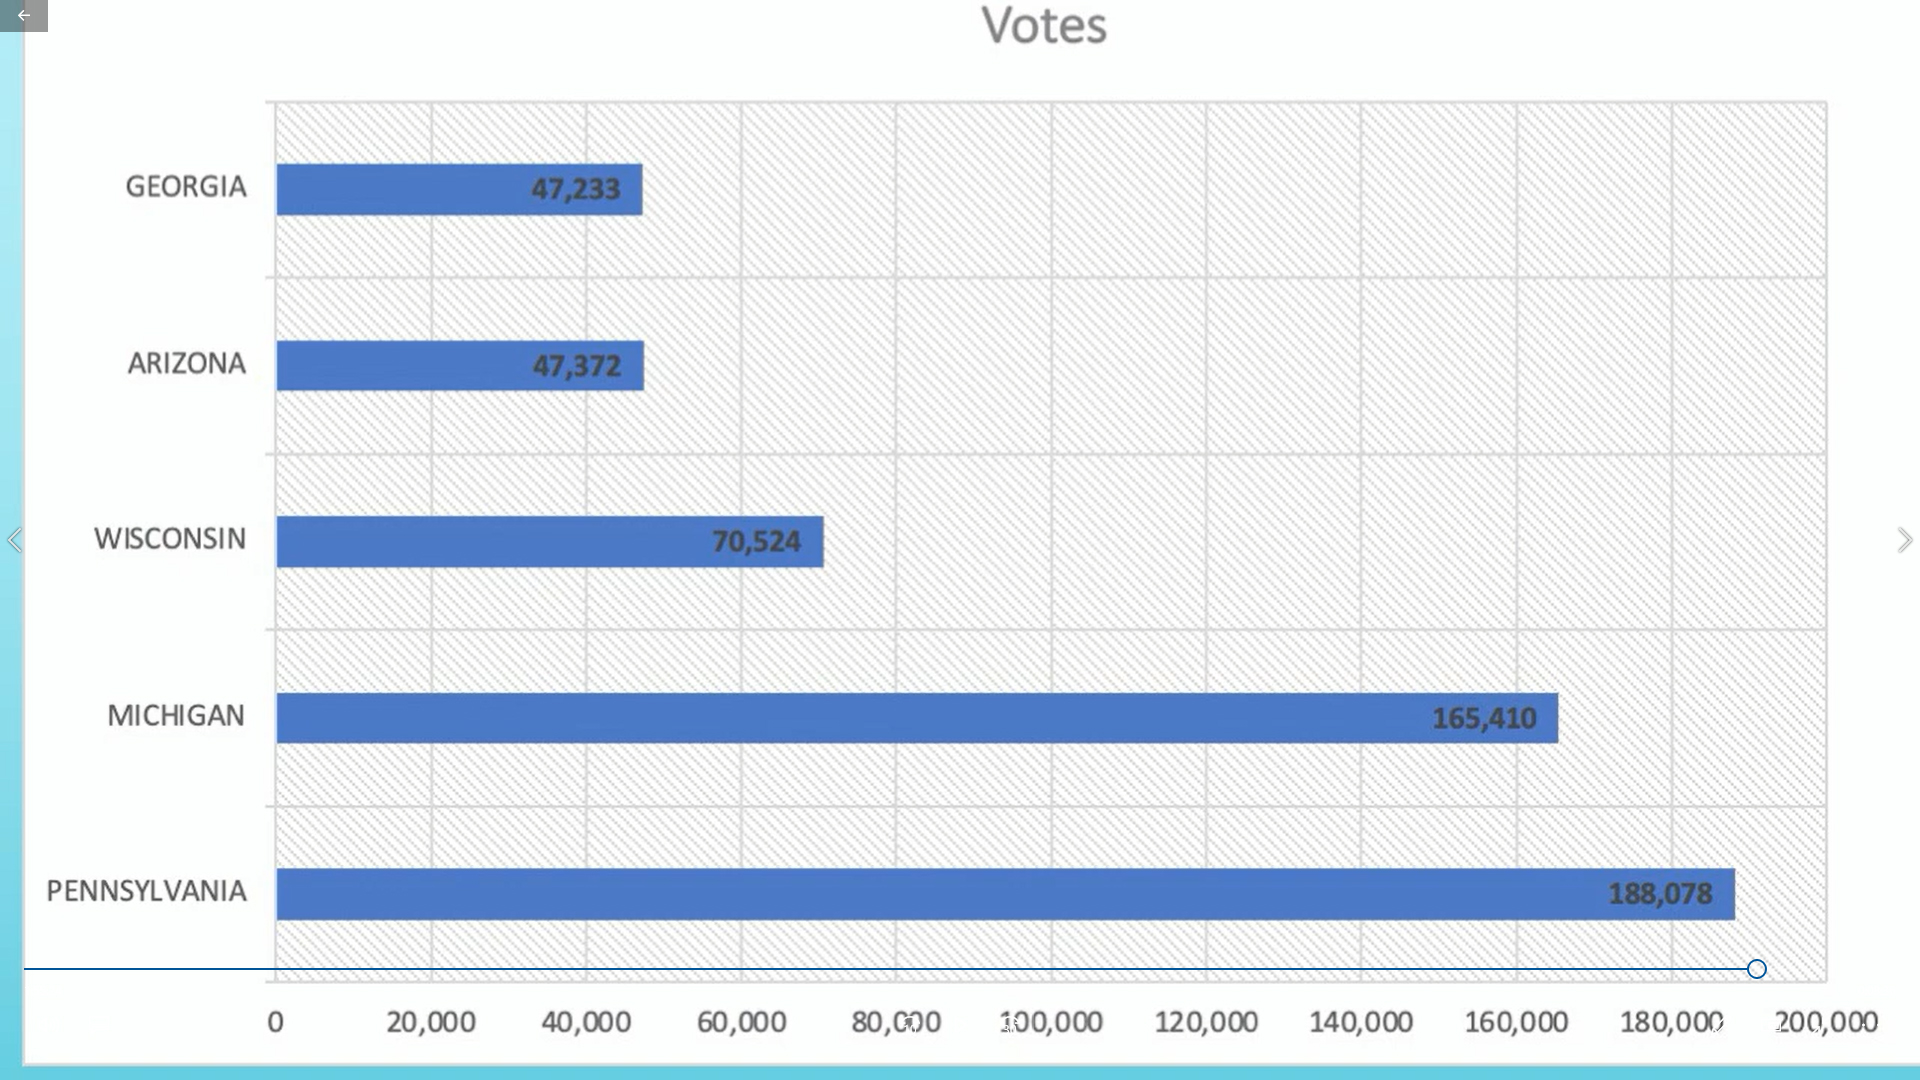 Votes
GEORGIA 47,233
ARIZONA 47,372
WISCONSIN 70,524
MICHIGAN 165,410
PENNSYLVANIA 188,078
0 20,000 40,000 60,000 80,000 100,000 120,000 140,000 160,000 180,000 200,000